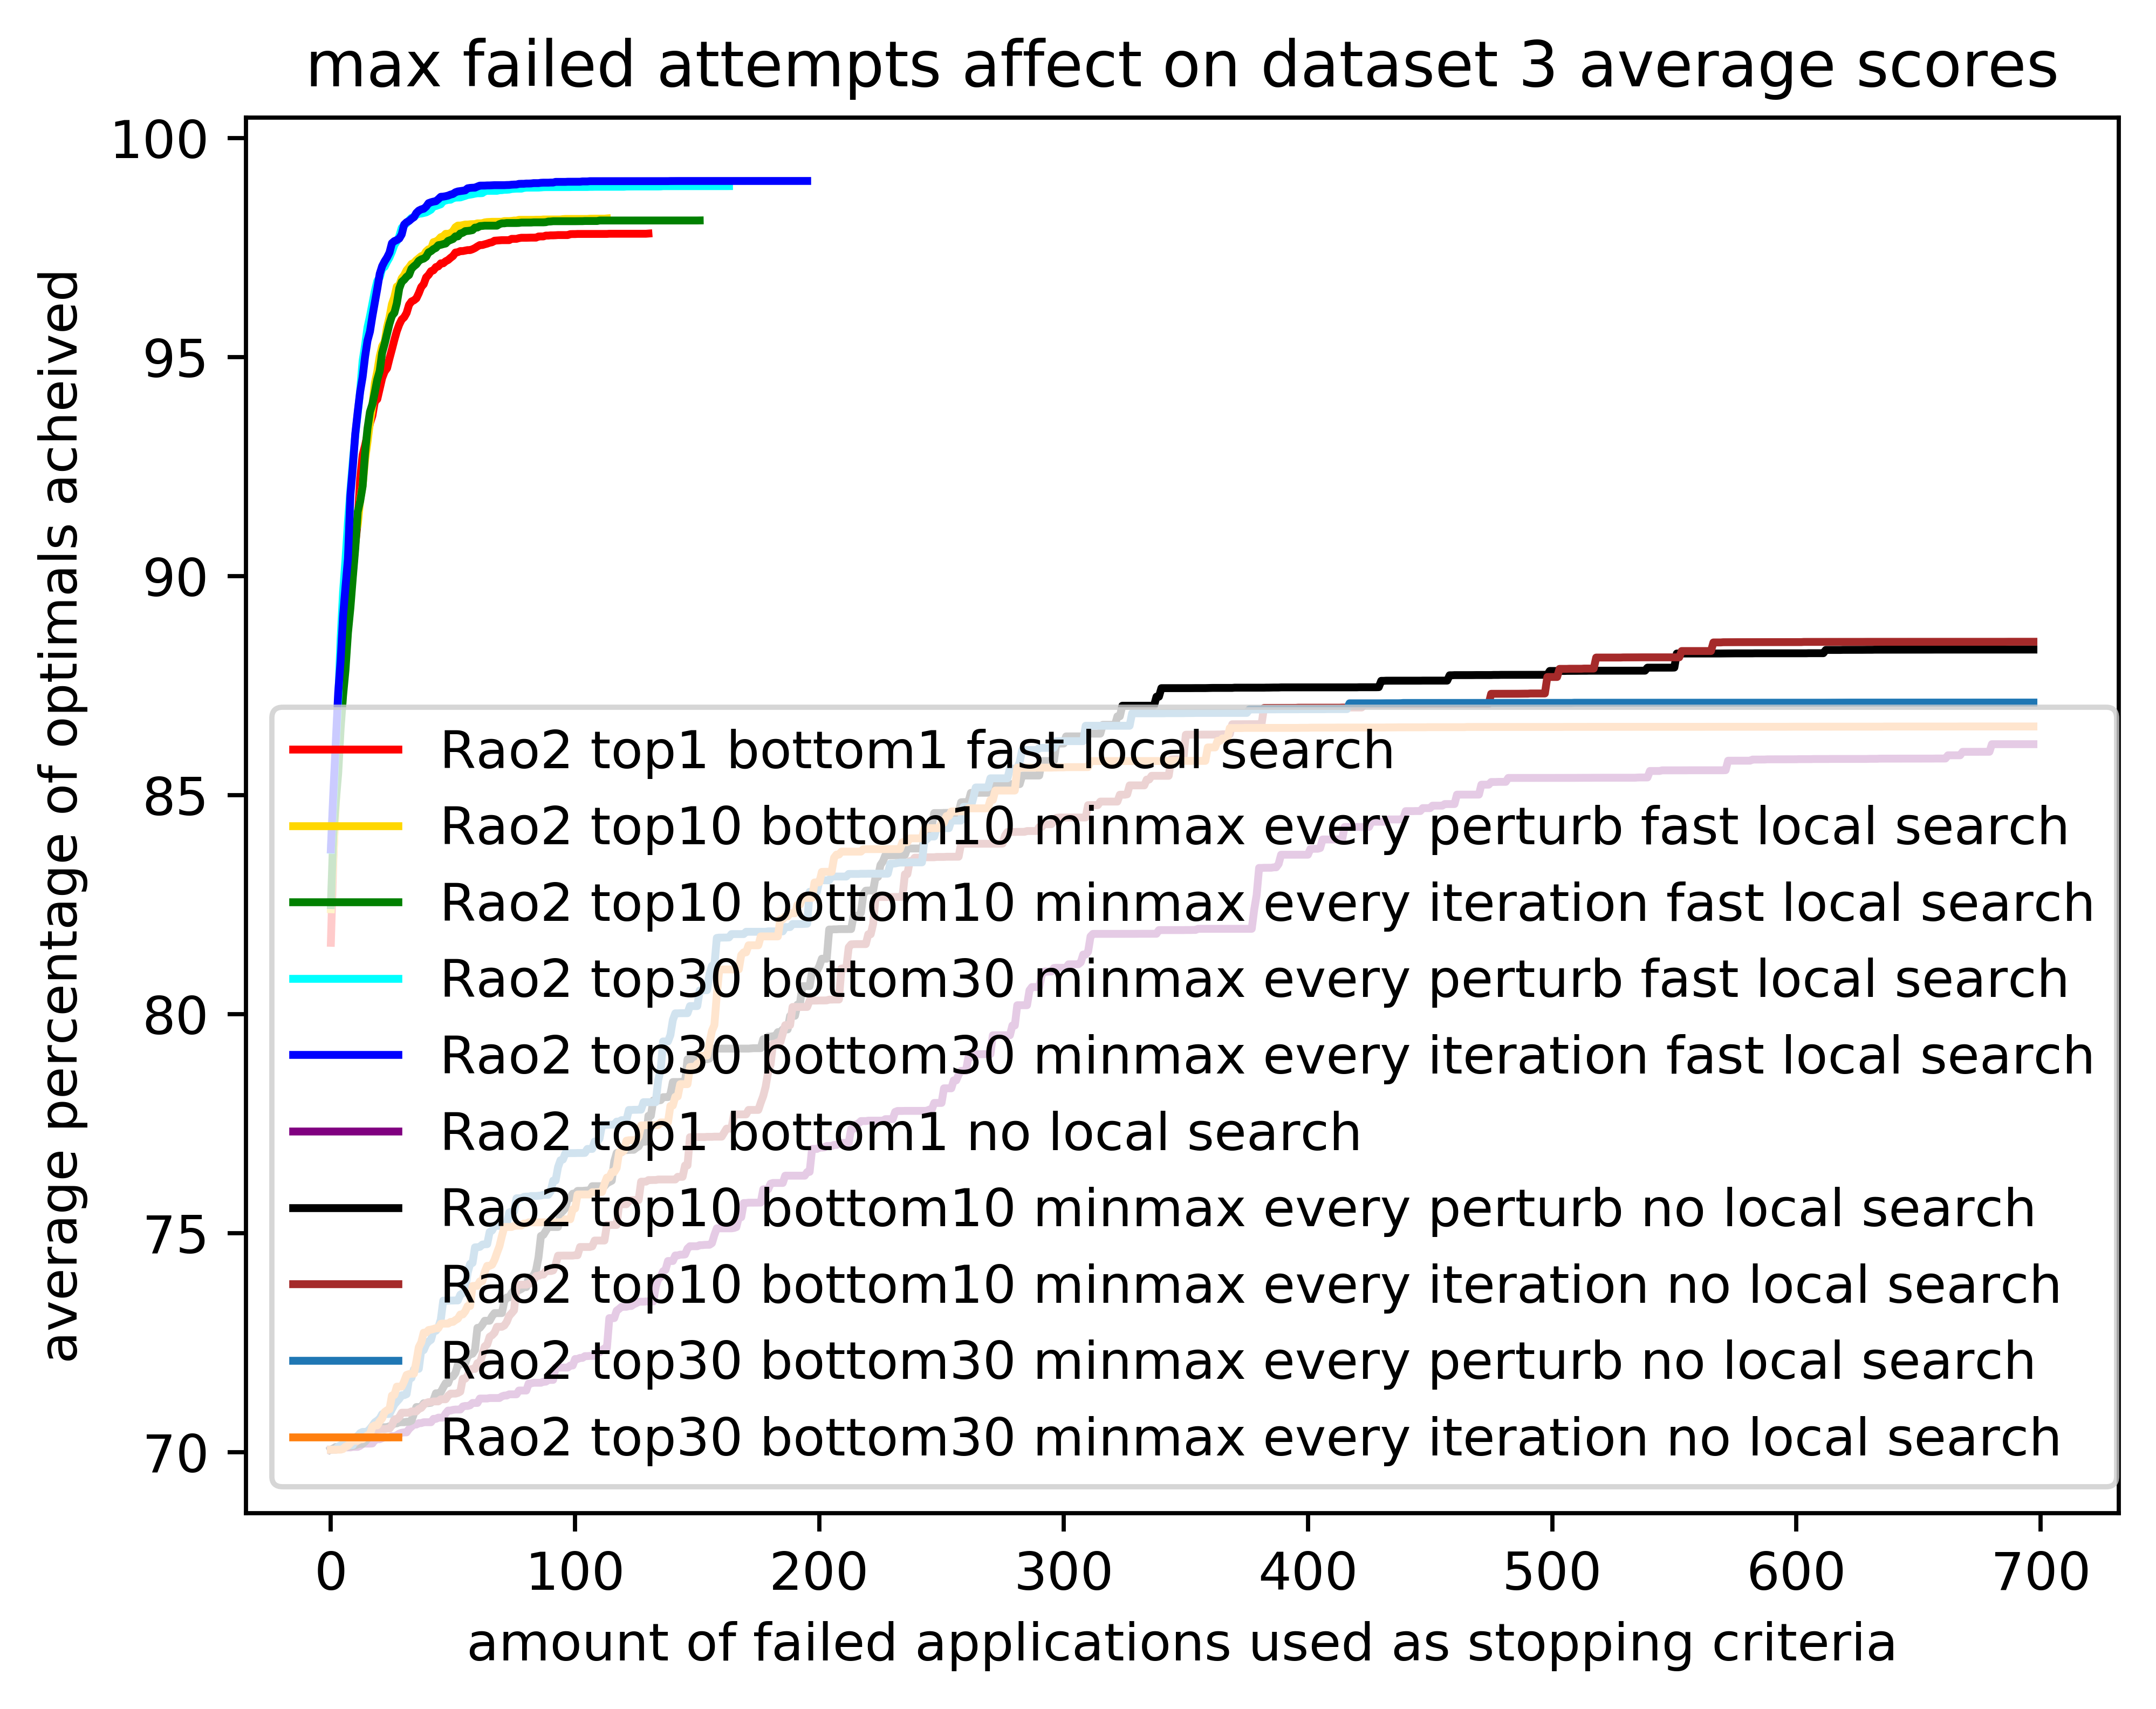 max failed attempts affect on dataset 3 average scores
average percentage of optimals acheived
100
95
90
85
80
75
70
Rao2 top1 bottom1 fast local search
Rao2 top10 bottom10 minmax every perturb fast local search
Rao2 top10 bottom10 minmax every iteration fast local search
Rao2 top30 bottom30 minmax every perturb fast local search
Rao2 top30 bottom30 minmax every iteration fast local search
Rao2 top1 bottom1 no local search
Rao2 top10 bottom10 minmax every perturb no local search
Rao2 top10 bottom10 minmax every iteration no local search
Rao2 top30 bottom30 minmax every perturb no local search
Rao2 top30 bottom30 minmax every iteration no local search
0 100 200 300 400 500 600 700
amount of failed applications used as stopping criteria